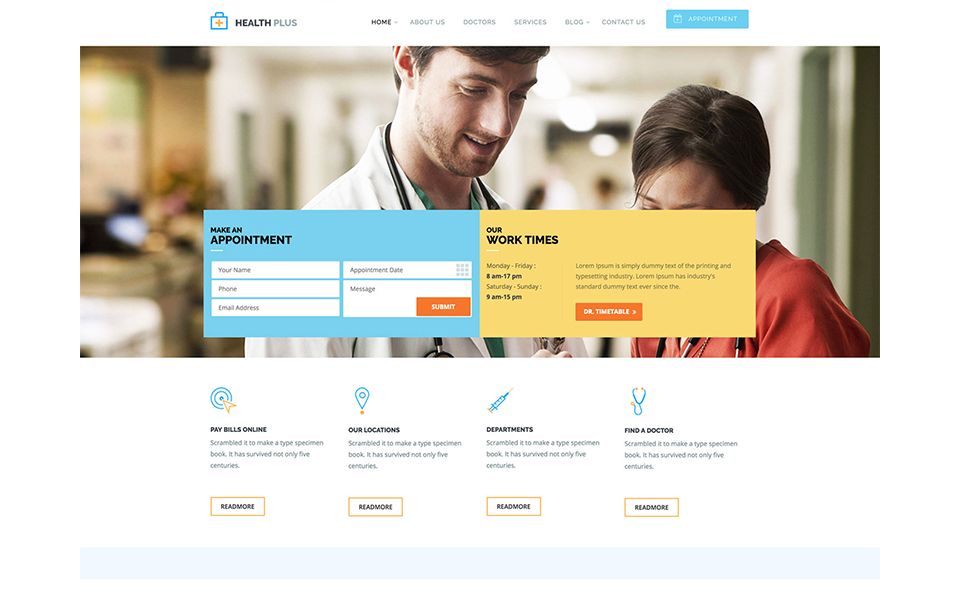 HEALTH PLUS
HOME
ABOUT US
DOCTORS
SERVICES
BLOG
CONTACT US
APPOINTMENT
MAKE AN
APPOINTMENT
Your Name
Phone
Email Address
Appointment Date
Message
SUBMIT
OUR
WORK TIMES
Monday - Friday :
8 am-17 pm
Saturday - Sunday :
9 am-15 pm
Lorem Ipsum is simply dummy text of the printing and
typesetting industry. Lorem Ipsum has industry's
standard dummy text ever since the.
DR. TIMETABLE »
PAY BILLS ONLINE
Scrambled it to make a type specimen
book. It has survived not only five
centuries.
READMORE
OUR LOCATIONS
Scrambled it to make a type specimen
book. It has survived not only five
centuries.
READMORE
DEPARTMENTS
Scrambled it to make a type specimen
book. It has survived not only five
centuries.
READMORE
FIND A DOCTOR
Scrambled it to make a type specimen
book. It has survived not only five
centuries.
READMORE